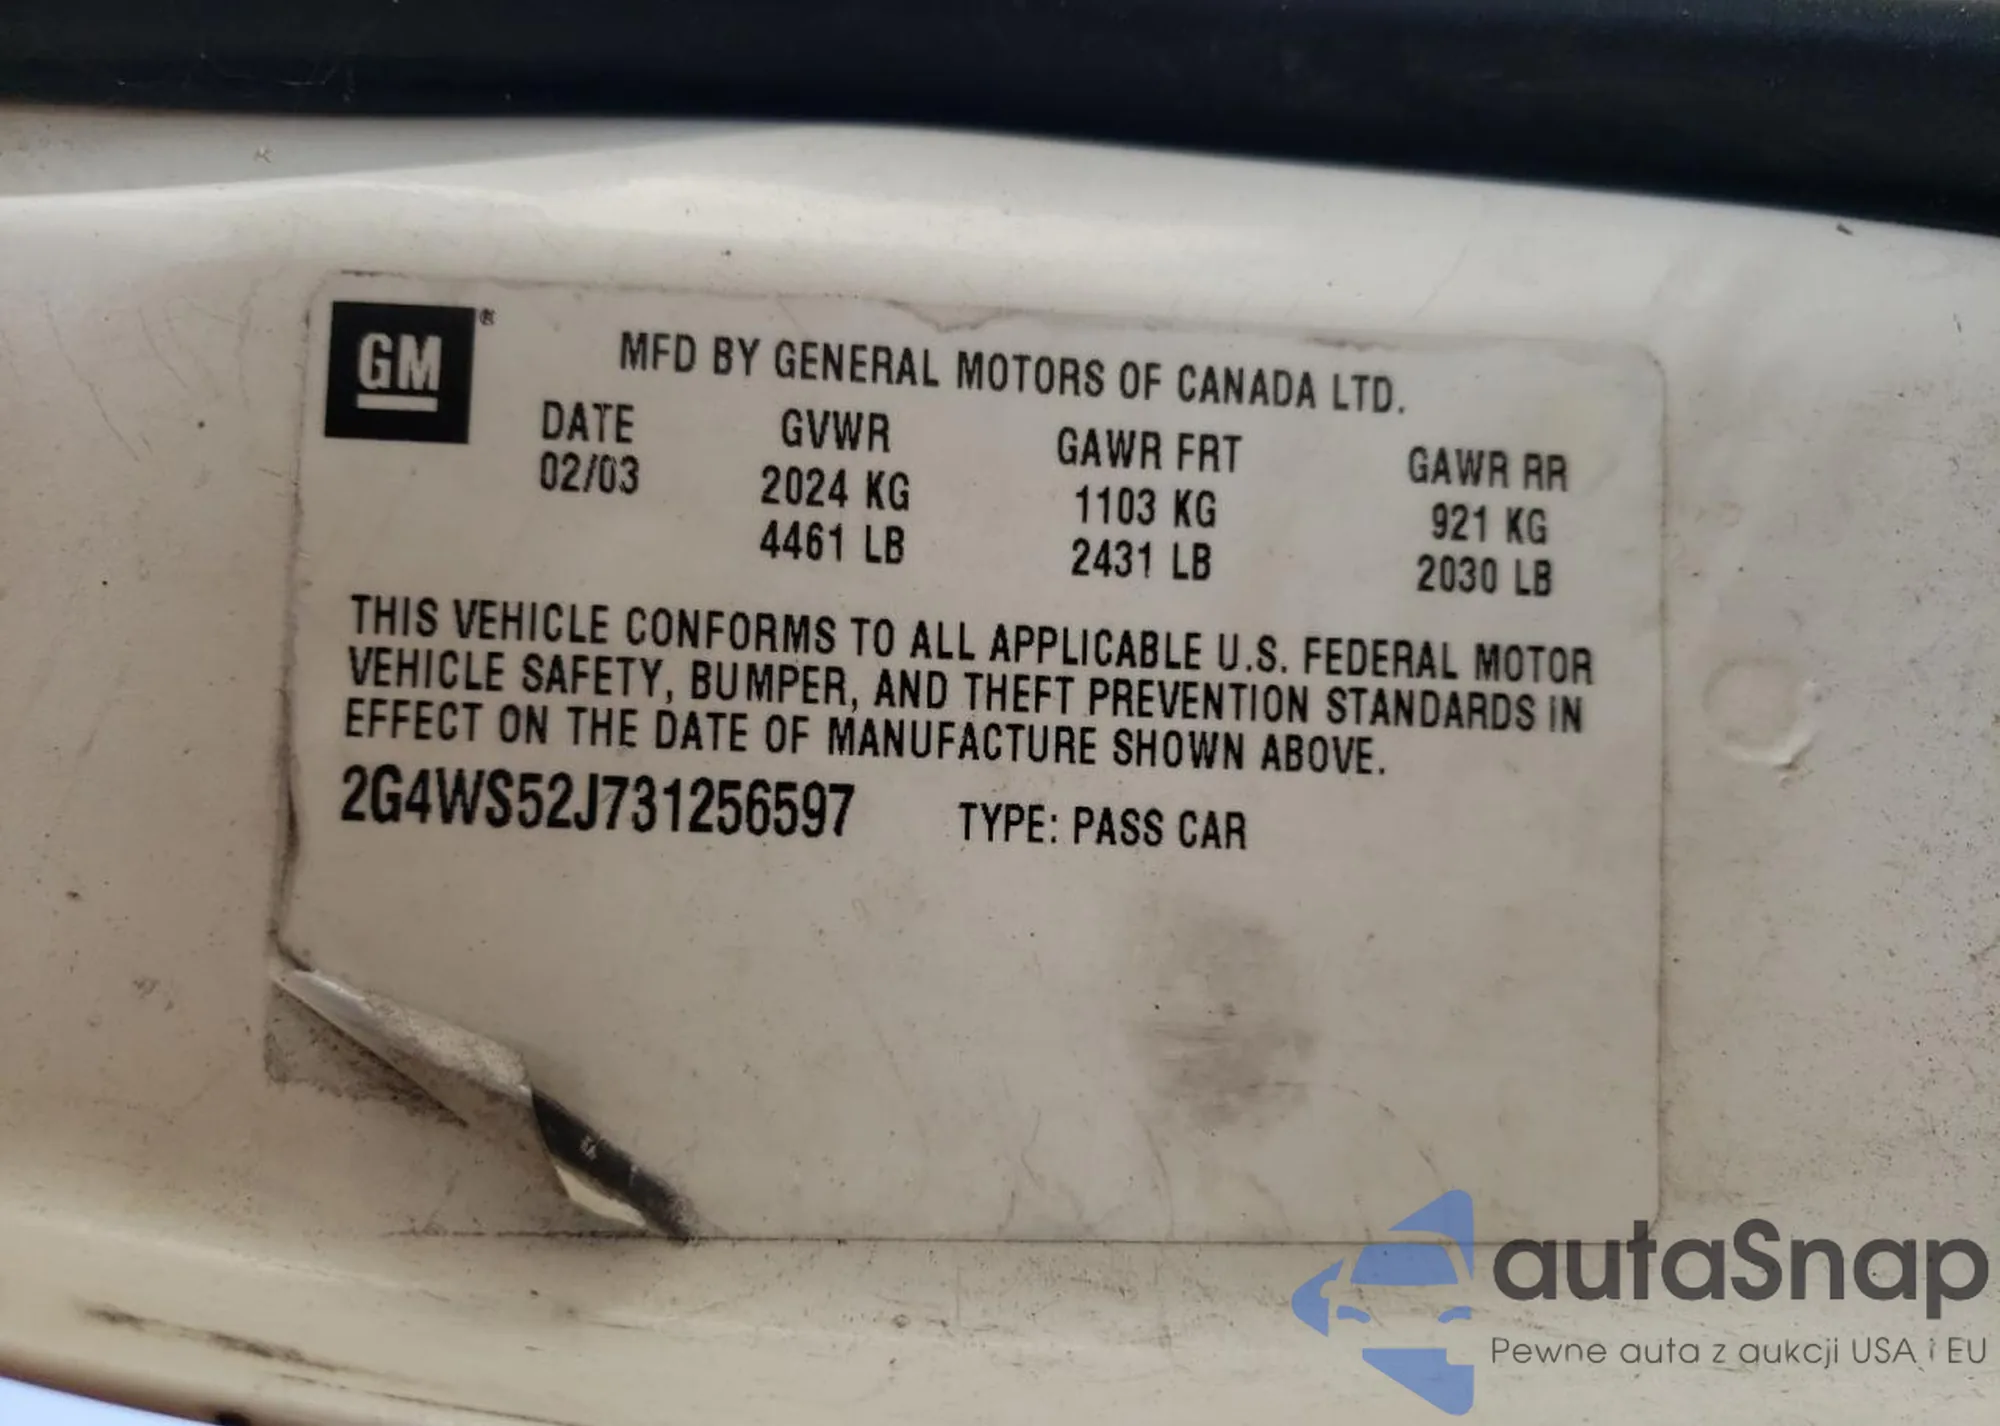 GM®
MFD BY GENERAL MOTORS OF CANADA LTD.
DATE GVWR GAWR FRT GAWR RR
02/03 2024 KG 1103 KG 921 KG
4461 LB 2431 LB 2030 LB
THIS VEHICLE CONFORMS TO ALL APPLICABLE U.S. FEDERAL MOTOR
VEHICLE SAFETY, BUMPER, AND THEFT PREVENTION STANDARDS IN
EFFECT ON THE DATE OF MANUFACTURE SHOWN ABOVE.
2G4WS52J731256597 TYPE: PASS CAR
autaSnap
Pewne auta z aukcji USA i EU